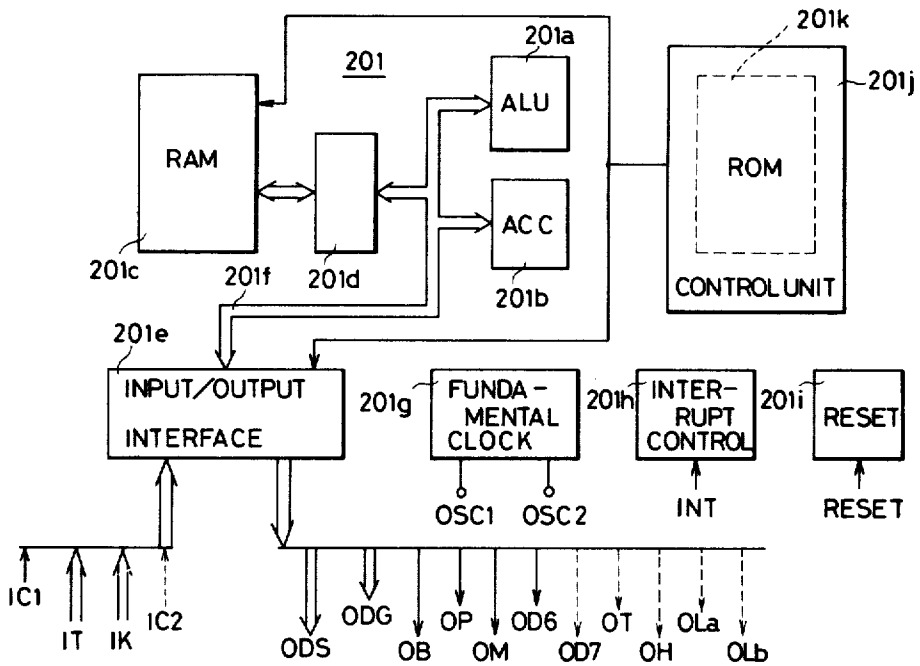 201k
201a
201
201j
ALU
RAM
ROM
ACC
201c
201f
201d
201b
CONTROL UNIT
201e
INPUT/OUTPUT
INTERFACE
201g
FUNDA-
MENTAL
CLOCK
201h
INTER-
RUPT
CONTROL
201i
RESET
OSC1
OSC2
INT
RESET
IC1
IT
IK
IC2
ODS
ODG
OB
OP
OM
OD6
OD7
OT
OH
OLa
OLb